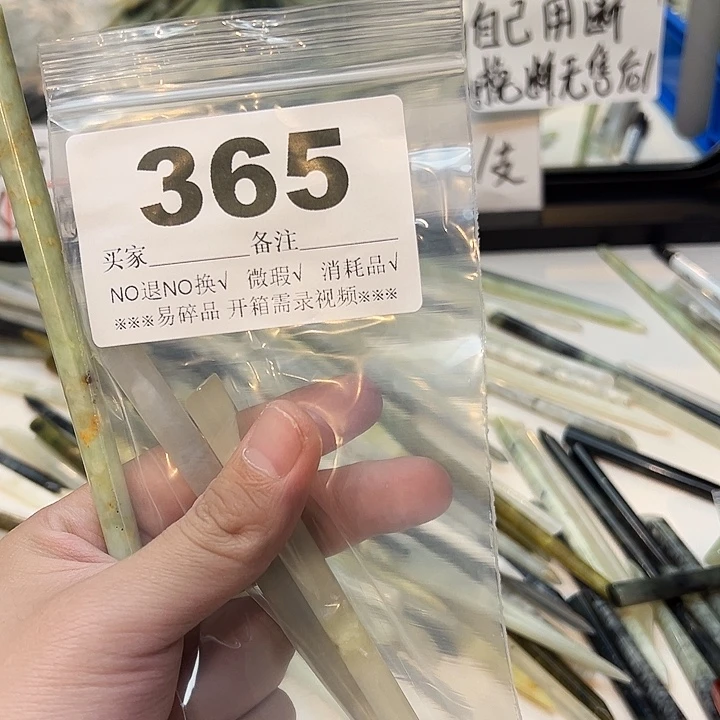 自己用断
挽断无售后!
/支
365
买家________备注________
NO退NO换√ 微瑕√ 消耗品√
※※※易碎品 开箱需录视频※※※